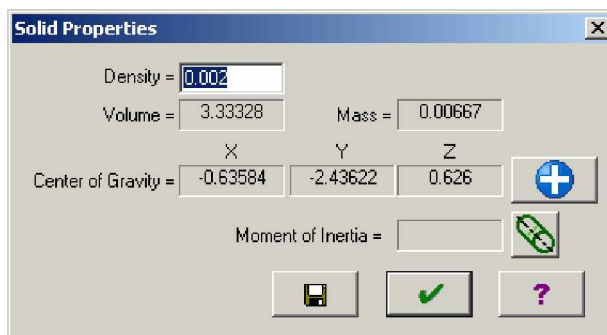 Solid Properties
Density = 0.002
Volume = 3.33328 Mass = 0.00667
X Y Z
Center of Gravity = -0.63584 -2.43622 0.626
Moment of Inertia =
?